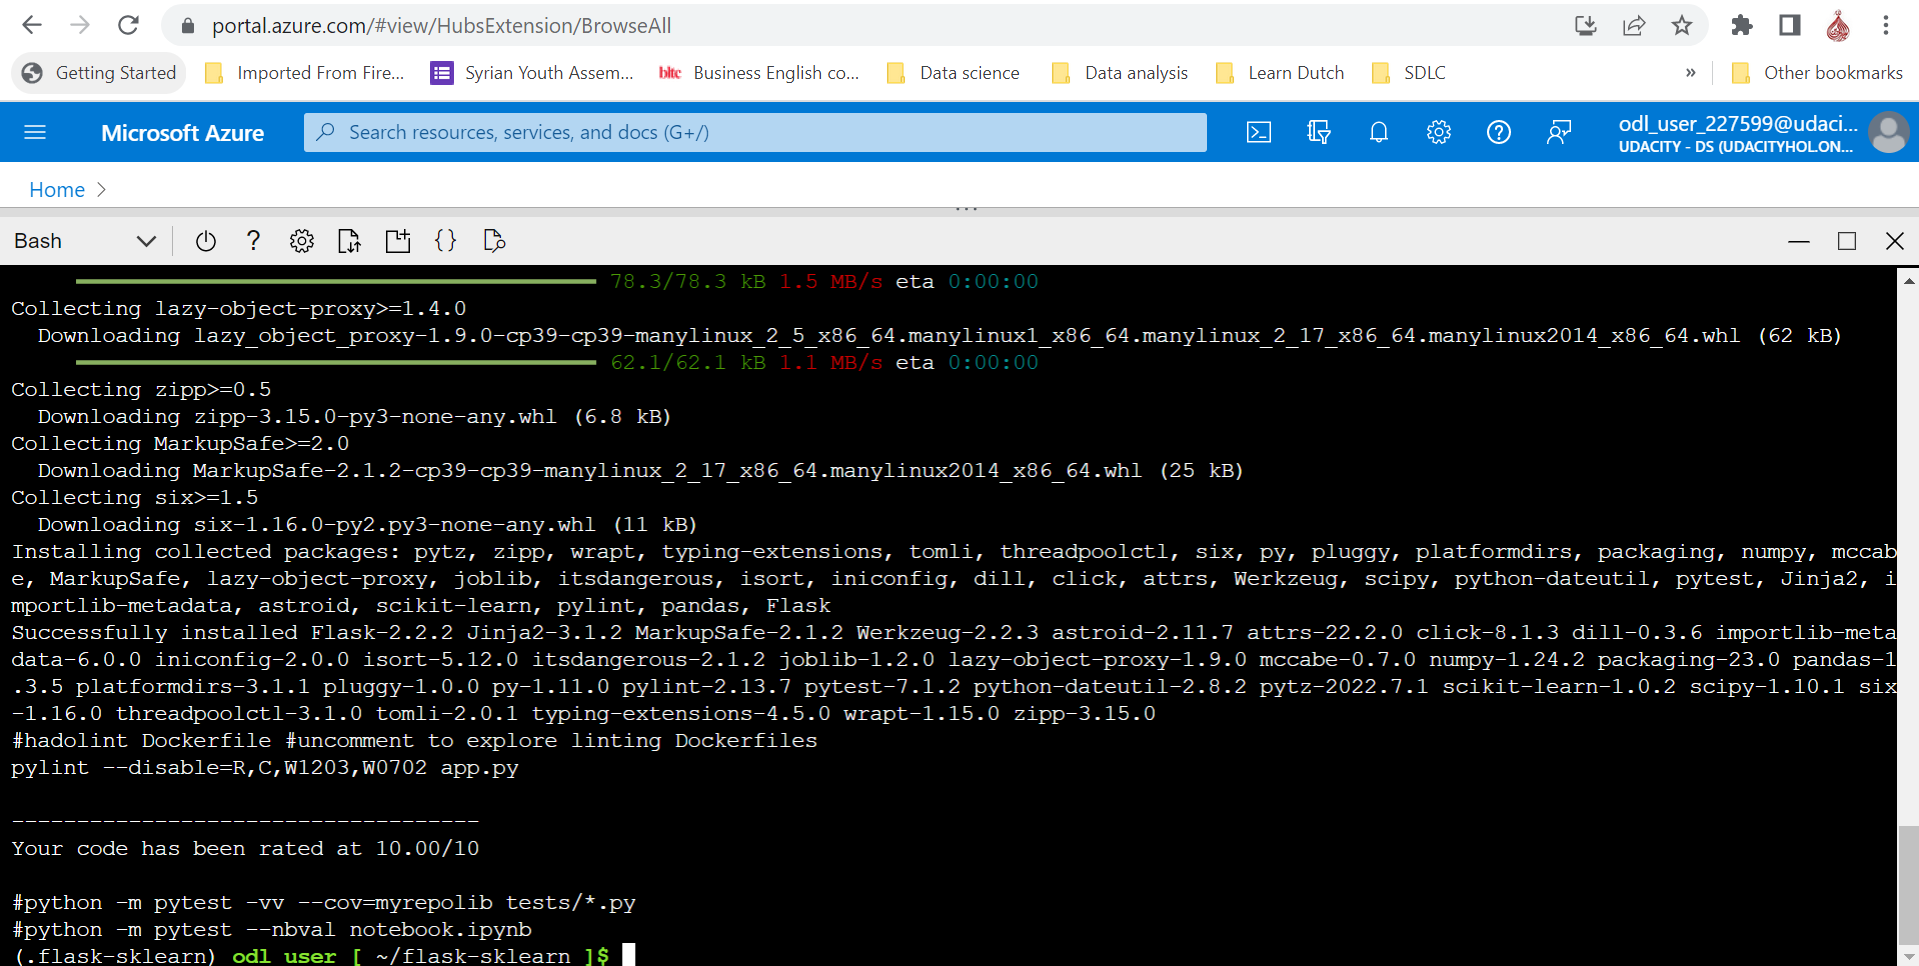 portal.azure.com/#view/HubsExtension/BrowseAll
Getting Started Imported From Fire... Syrian Youth Assem... bltc Business English co... Data science Data analysis Learn Dutch SDLC » Other bookmarks
Microsoft Azure Search resources, services, and docs (G+/) odl_user_227599@udaci...
UDACITY - DS (UDACITYHOL.ON...
Home >
Bash
78.3/78.3 kB 1.5 MB/s eta 0:00:00
Collecting lazy-object-proxy>=1.4.0
Downloading lazy_object_proxy-1.9.0-cp39-cp39-manylinux_2_5_x86_64.manylinux1_x86_64.manylinux_2_17_x86_64.manylinux2014_x86_64.whl (62 kB)
62.1/62.1 kB 1.1 MB/s eta 0:00:00
Collecting zipp>=0.5
Downloading zipp-3.15.0-py3-none-any.whl (6.8 kB)
Collecting MarkupSafe>=2.0
Downloading MarkupSafe-2.1.2-cp39-cp39-manylinux_2_17_x86_64.manylinux2014_x86_64.whl (25 kB)
Collecting six>=1.5
Downloading six-1.16.0-py2.py3-none-any.whl (11 kB)
Installing collected packages: pytz, zipp, wrapt, typing-extensions, tomli, threadpoolctl, six, py, pluggy, platformdirs, packaging, numpy, mccab
e, MarkupSafe, lazy-object-proxy, joblib, itsdangerous, isort, iniconfig, dill, click, attrs, Werkzeug, scipy, python-dateutil, pytest, Jinja2, i
mportlib-metadata, astroid, scikit-learn, pylint, pandas, Flask
Successfully installed Flask-2.2.2 Jinja2-3.1.2 MarkupSafe-2.1.2 Werkzeug-2.2.3 astroid-2.11.7 attrs-22.2.0 click-8.1.3 dill-0.3.6 importlib-meta
data-6.0.0 iniconfig-2.0.0 isort-5.12.0 itsdangerous-2.1.2 joblib-1.2.0 lazy-object-proxy-1.9.0 mccabe-0.7.0 numpy-1.24.2 packaging-23.0 pandas-1
.3.5 platformdirs-3.1.1 pluggy-1.0.0 py-1.11.0 pylint-2.13.7 pytest-7.1.2 python-dateutil-2.8.2 pytz-2022.7.1 scikit-learn-1.0.2 scipy-1.10.1 six
-1.16.0 threadpoolctl-3.1.0 tomli-2.0.1 typing-extensions-4.5.0 wrapt-1.15.0 zipp-3.15.0
#hadolint Dockerfile #uncomment to explore linting Dockerfiles
pylint --disable=R,C,W1203,W0702 app.py
------------------------------------
Your code has been rated at 10.00/10
#python -m pytest -vv --cov=myrepolib tests/*.py
#python -m pytest --nbval notebook.ipynb
(.flask-sklearn) odl_user [ ~/flask-sklearn ]$